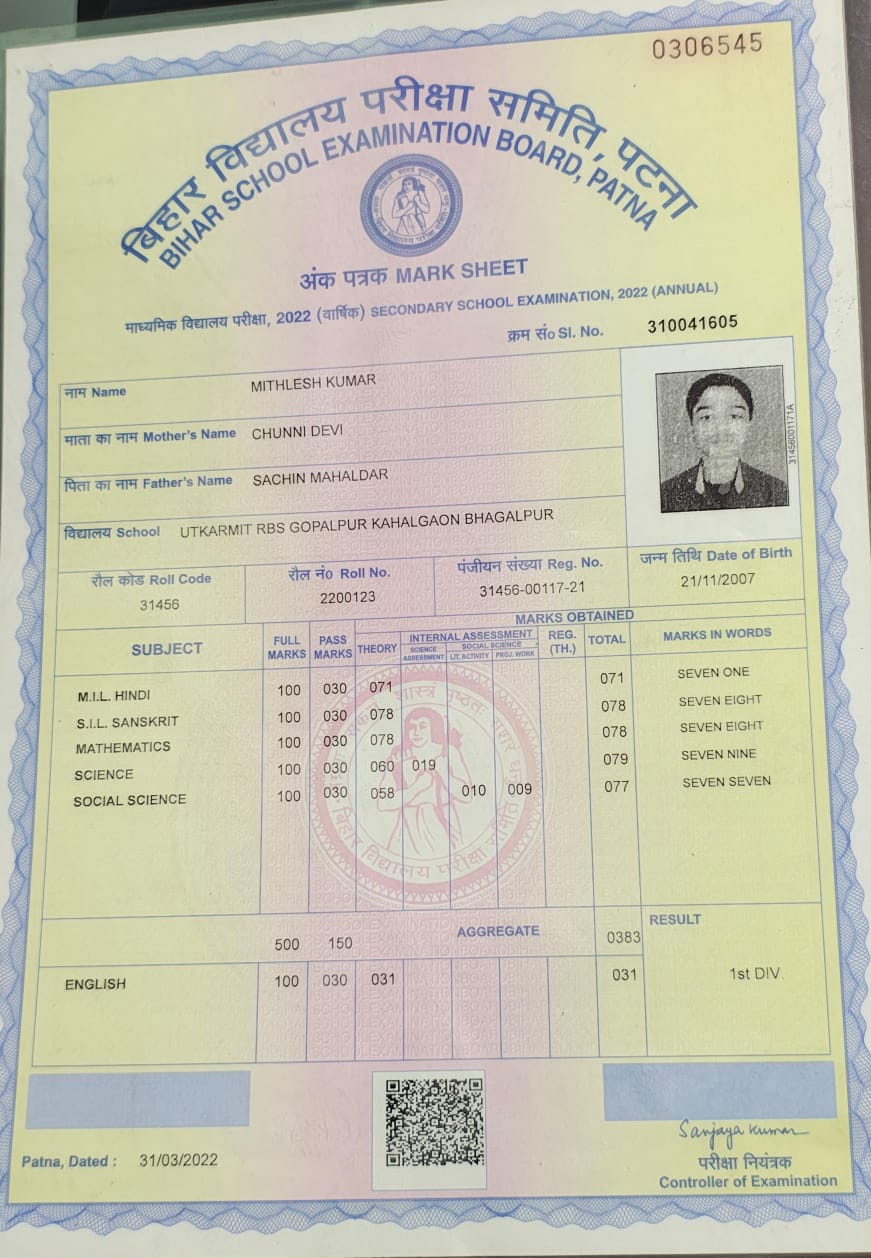 0306545
बिहार विद्यालय परीक्षा समिति, पटना
BIHAR SCHOOL EXAMINATION BOARD, PATNA
अंक पत्रक MARK SHEET
माध्यमिक विद्यालय परीक्षा, 2022 (वार्षिक) SECONDARY SCHOOL EXAMINATION, 2022 (ANNUAL)
क्रम सं० Sl. No. 310041605
नाम Name MITHLESH KUMAR
माता का नाम Mother's Name CHUNNI DEVI
पिता का नाम Father's Name SACHIN MAHALDAR
विद्यालय School UTKARMIT RBS GOPALPUR KAHALGAON BHAGALPUR
31456001171A
रौल कोड Roll Code रौल नं० Roll No. पंजीयन संख्या Reg. No. जन्म तिथि Date of Birth
31456 2200123 31456-00117-21 21/11/2007
MARKS OBTAINED
SUBJECT FULL MARKS PASS MARKS THEORY INTERNAL ASSESSMENT REG. (TH.) TOTAL MARKS IN WORDS
SCIENCE ASSESSMENT SOCIAL SCIENCE LIT. ACTIVITY PROJ. WORK
M.I.L. HINDI 100 030 071 071 SEVEN ONE
S.I.L. SANSKRIT 100 030 078 078 SEVEN EIGHT
MATHEMATICS 100 030 078 078 SEVEN EIGHT
SCIENCE 100 030 060 019 079 SEVEN NINE
SOCIAL SCIENCE 100 030 058 010 009 077 SEVEN SEVEN
500 150 AGGREGATE 0383 RESULT
ENGLISH 100 030 031 031 1st DIV.
बिहार विद्यालय परीक्षा समिति
Patna, Dated : 31/03/2022
Sanjaya Kumar
परीक्षा नियंत्रक
Controller of Examination